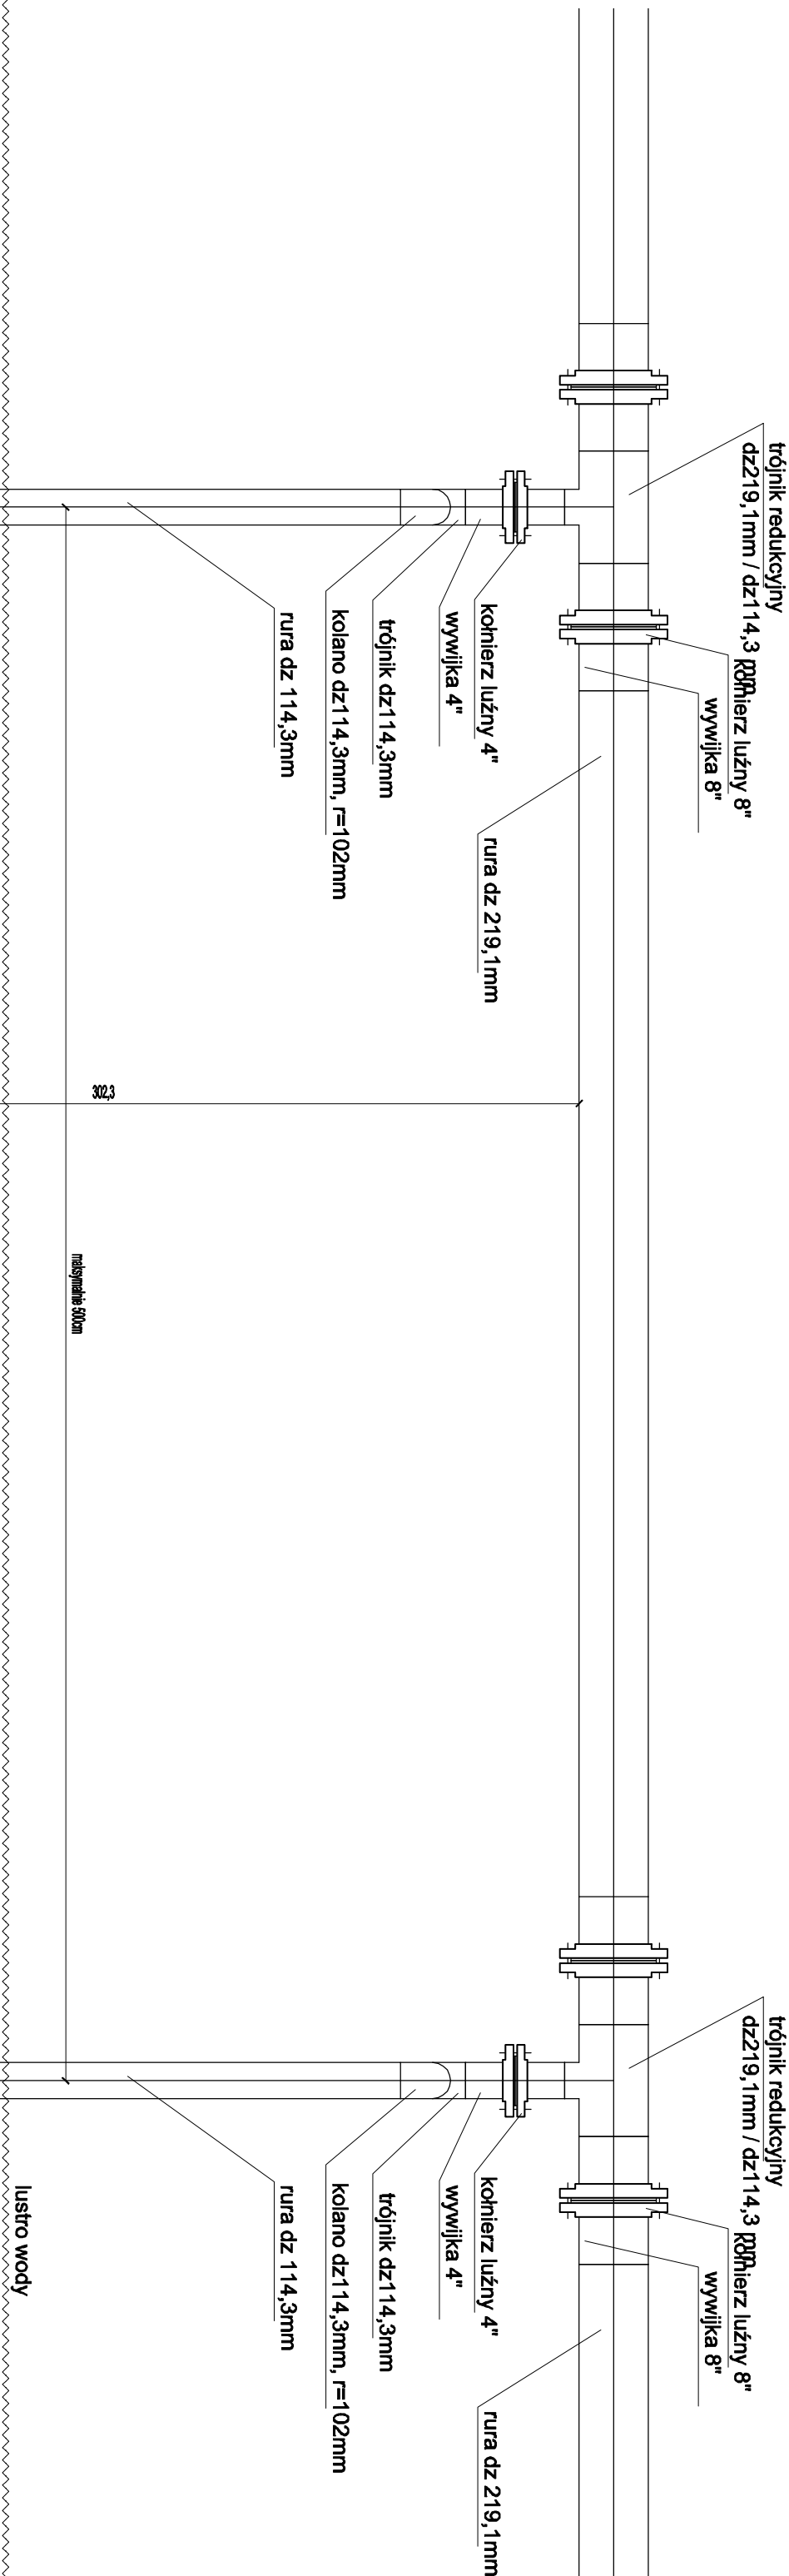 trójnik redukcyjny
dz219,1mm / dz114,3 mm
kołnierz luźny 8"
wywijka 8"
rura dz 219,1mm
kołnierz luźny 4"
wywijka 4"
trójnik dz114,3mm
kolano dz114,3mm, r=102mm
rura dz 114,3mm
302,3
maksymalnie 500cm
trójnik redukcyjny
dz219,1mm / dz114,3 mm
kołnierz luźny 8"
wywijka 8"
rura dz 219,1mm
kołnierz luźny 4"
wywijka 4"
trójnik dz114,3mm
kolano dz114,3mm, r=102mm
rura dz 114,3mm
lustro wody